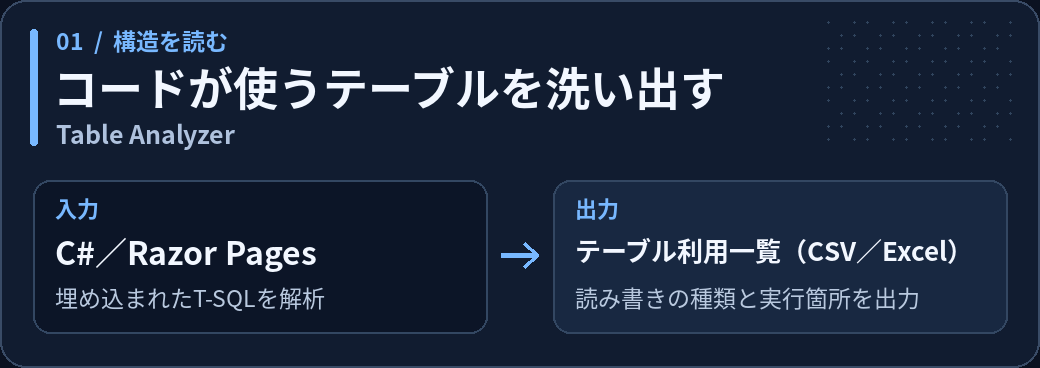 01 / 構造を読む
コードが使うテーブルを洗い出す
Table Analyzer
入力
C#／Razor Pages
埋め込まれたT-SQLを解析
→
出力
テーブル利用一覧（CSV／Excel）
読み書きの種類と実行箇所を出力